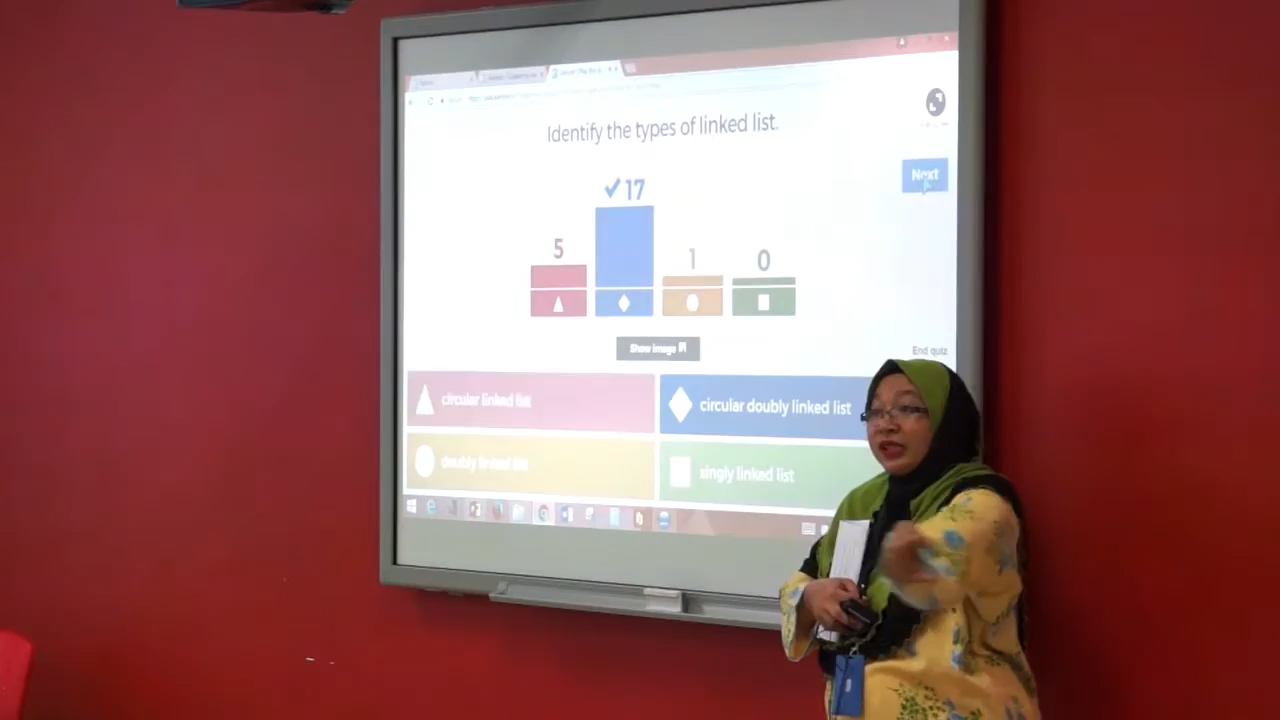 Identify the types of linked list.
Next
17
5
1
0
Show image
End quiz
circular linked list
circular doubly linked list
doubly linked list
singly linked list